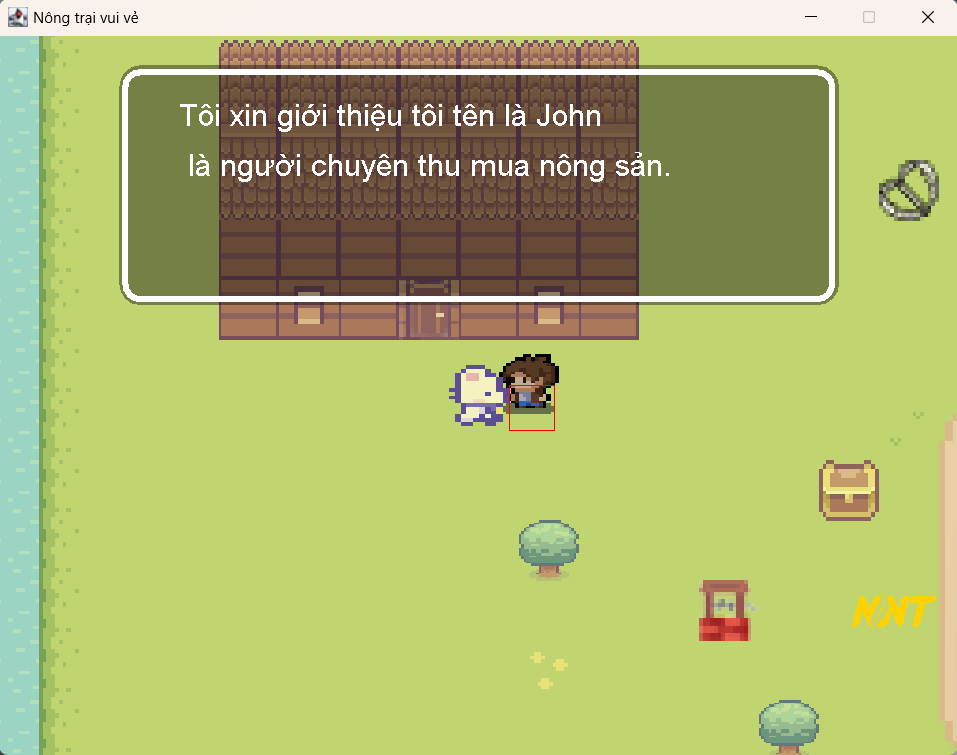 Nông trại vui vẻ
Tôi xin giới thiệu tôi tên là John
là người chuyên thu mua nông sản.
NNT